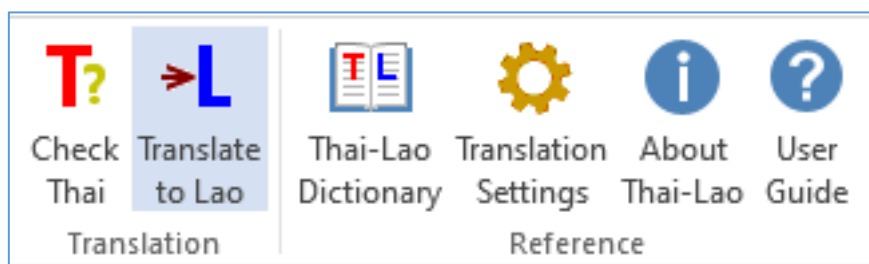 T?
>L
T L
i
?
Check Thai
Translate to Lao
Thai-Lao Dictionary
Translation Settings
About Thai-Lao
User Guide
Translation
Reference